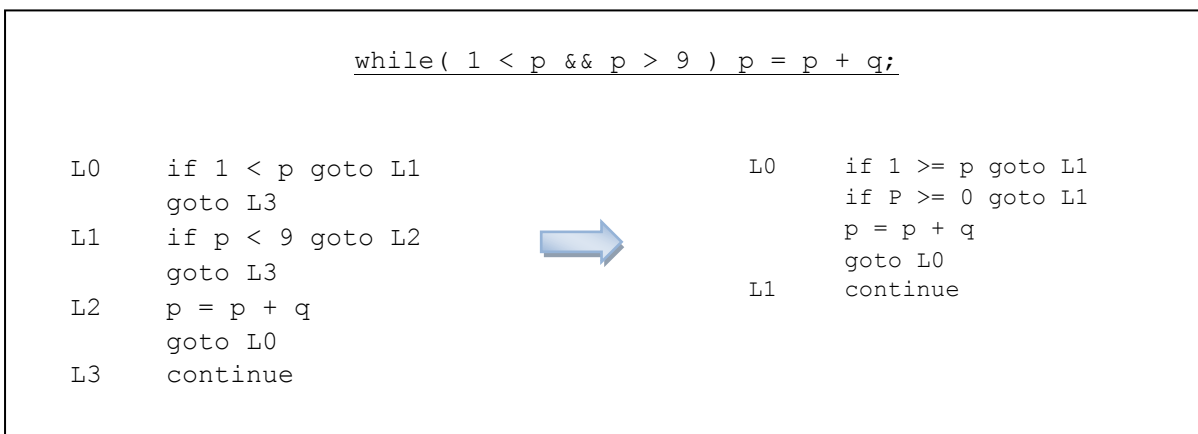 while( 1 < p && p > 9 ) p = p + q;
L0 if 1 < p goto L1
goto L3
L1 if p < 9 goto L2
goto L3
L2 p = p + q
goto L0
L3 continue
L0 if 1 >= p goto L1
if P >= 0 goto L1
p = p + q
goto L0
L1 continue